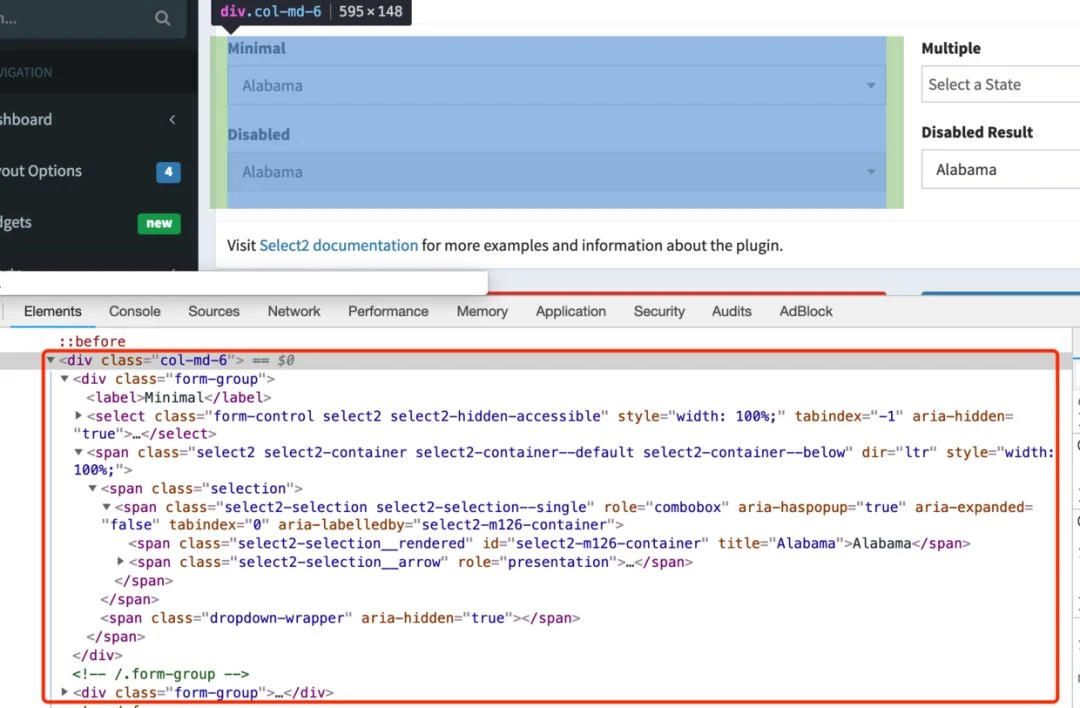 div.col-md-6 | 595×148
n...
Minimal
Multiple
VIGATION
Alabama
Select a State
shboard
Disabled
Disabled Result
yout Options
4
Alabama
Alabama
dgets
new
Visit Select2 documentation for more examples and information about the plugin.
Elements Console Sources Network Performance Memory Application Security Audits AdBlock
::before
<div class="col-md-6"> == $0
<div class="form-group">
<label>Minimal</label>
<select class="form-control select2 select2-hidden-accessible" style="width: 100%;" tabindex="-1" aria-hidden=
"true">…</select>
<span class="select2 select2-container select2-container--default select2-container--below" dir="ltr" style="width:
100%;">
<span class="selection">
<span class="select2-selection select2-selection--single" role="combobox" aria-haspopup="true" aria-expanded=
"false" tabindex="0" aria-labelledby="select2-m126-container">
<span class="select2-selection__rendered" id="select2-m126-container" title="Alabama">Alabama</span>
<span class="select2-selection__arrow" role="presentation">…</span>
</span>
</span>
<span class="dropdown-wrapper" aria-hidden="true"></span>
</span>
</div>
<!-- /.form-group -->
<div class="form-group">…</div>